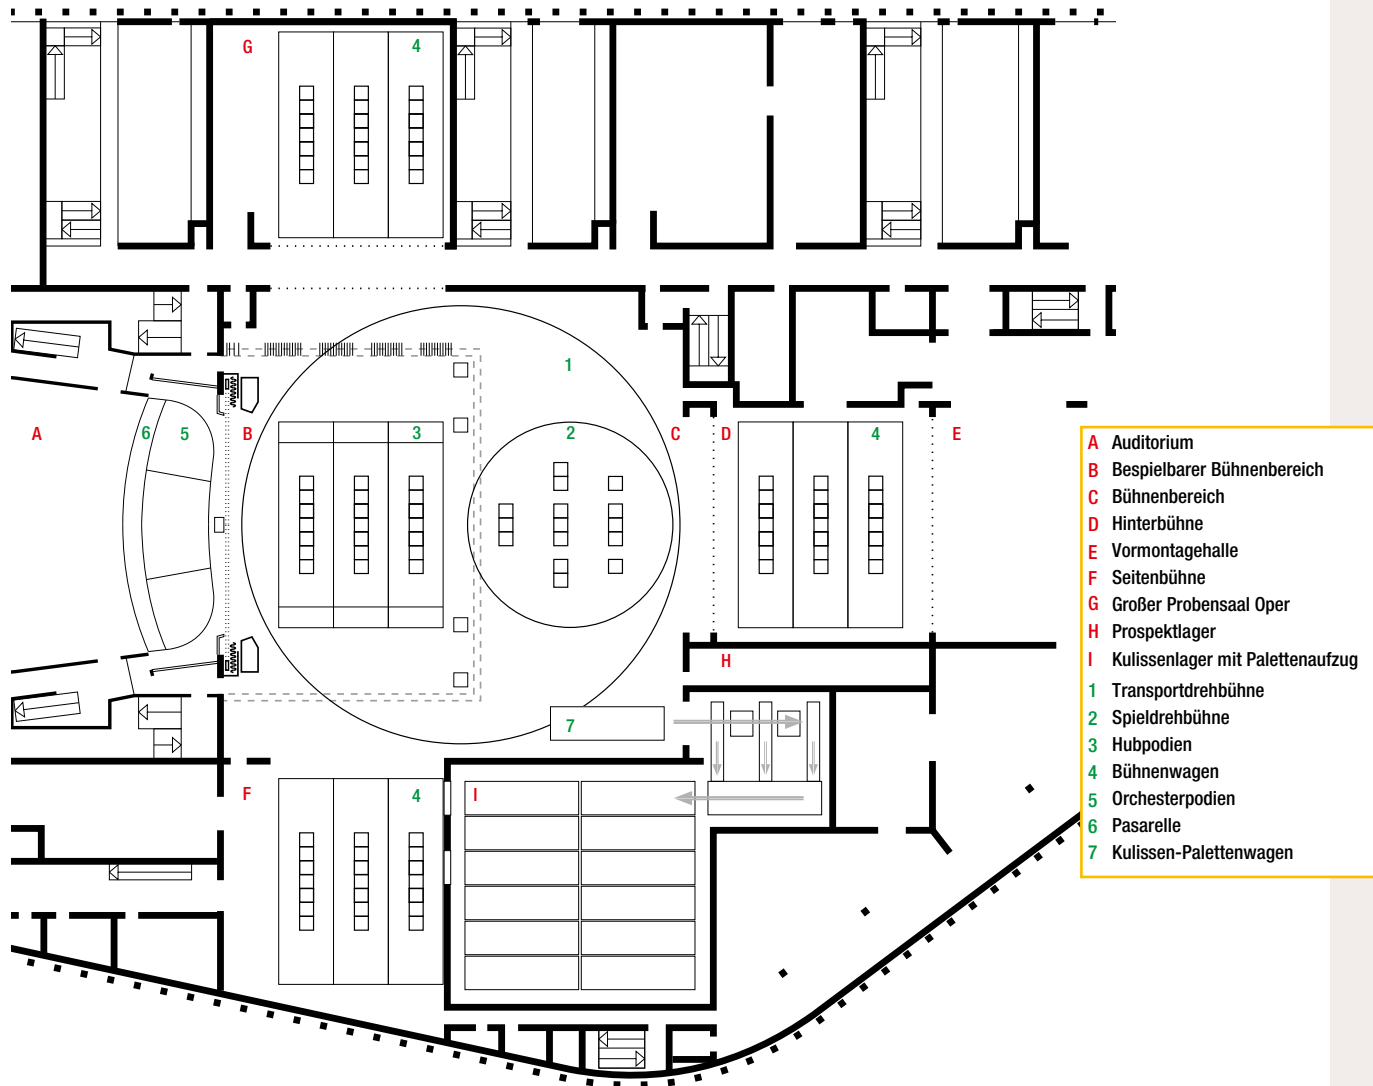 G
4
1
A
6
5
B
3
2
C
D
4
E
H
7
F
4
I
A Auditorium
B Bespielbarer Bühnenbereich
C Bühnenbereich
D Hinterbühne
E Vormontagehalle
F Seitenbühne
G Großer Probensaal Oper
H Prospektlager
I Kulissenlager mit Palettenaufzug
1 Transportdrehbühne
2 Spieldrehbühne
3 Hubpodien
4 Bühnenwagen
5 Orchesterpodien
6 Pasarelle
7 Kulissen-Palettenwagen